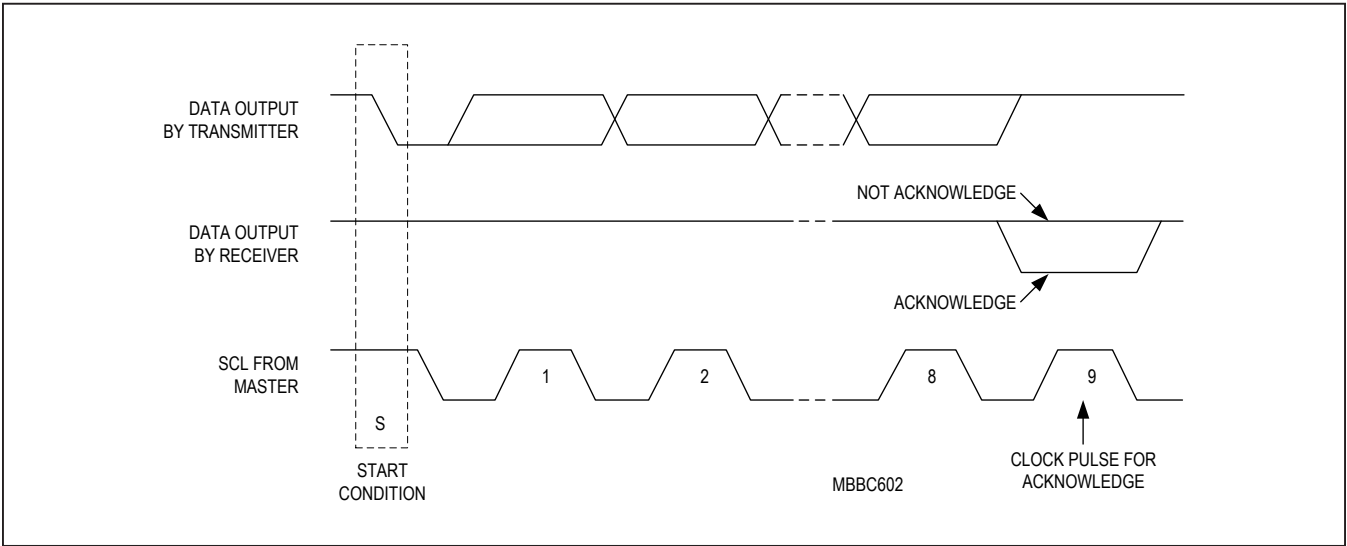 DATA OUTPUT
BY TRANSMITTER
NOT ACKNOWLEDGE
DATA OUTPUT
BY RECEIVER
ACKNOWLEDGE
SCL FROM
MASTER
1
2
8
9
S
START
CONDITION
MBBC602
CLOCK PULSE FOR
ACKNOWLEDGE